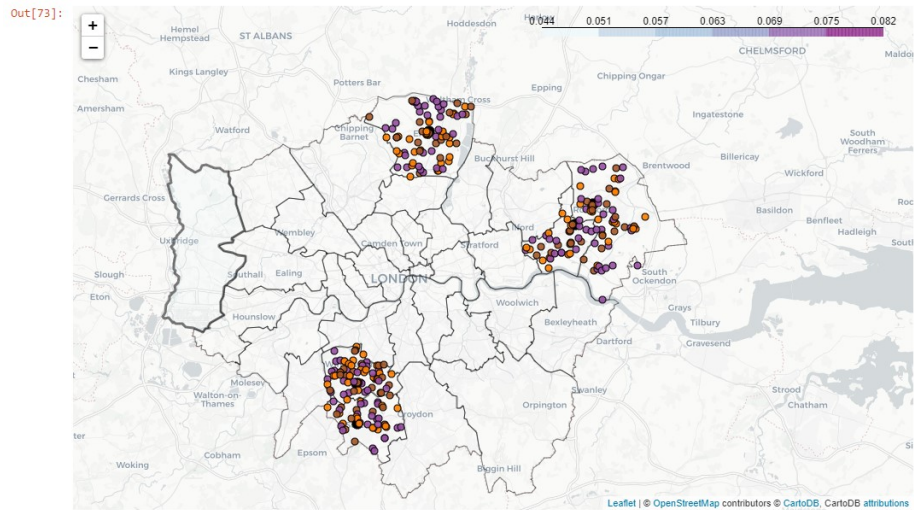 Out[73]:
+
−
0.044 0.051 0.057 0.063 0.069 0.075 0.082
Hoddesdon
Hemel
Hempstead
ST ALBANS
CHELMSFORD
Chesham
Kings Langley
Potters Bar
Epping
Chipping Ongar
Amersham
Ingatestone
Watford
Chipping
Barnet
South
Woodham
Ferrers
Buckhurst Hill
Brentwood
Billericay
Wickford
Gerrards Cross
Basildon
Benfleet
Hadleigh
Wembley
Camden Town
Stratford
Uxbridge
Slough
Southall
Ealing
LONDON
South
Ockendon
Eton
Hounslow
Woolwich
Grays
Tilbury
Bexleyheath
Dartford
Gravesend
Molesey
Walton-on-
Thames
Swanley
Strood
Chatham
Orpington
Croydon
Cobham
Epsom
Woking
Biggin Hill
Leaflet | © OpenStreetMap contributors © CartoDB, CartoDB attributions